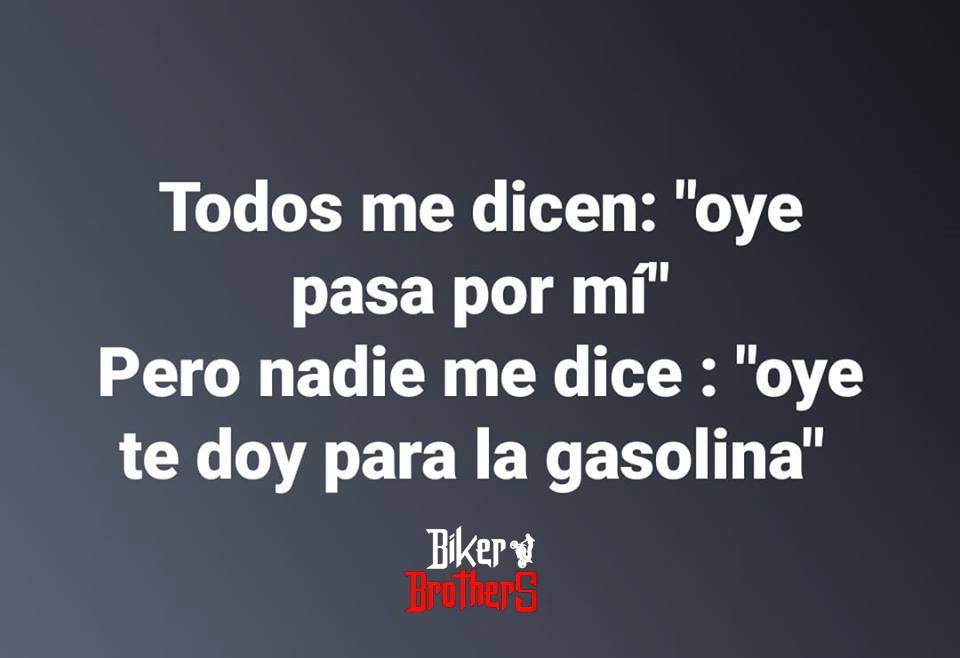 Todos me dicen: "oye
pasa por mí"
Pero nadie me dice : "oye
te doy para la gasolina"
Biker
BrotherS